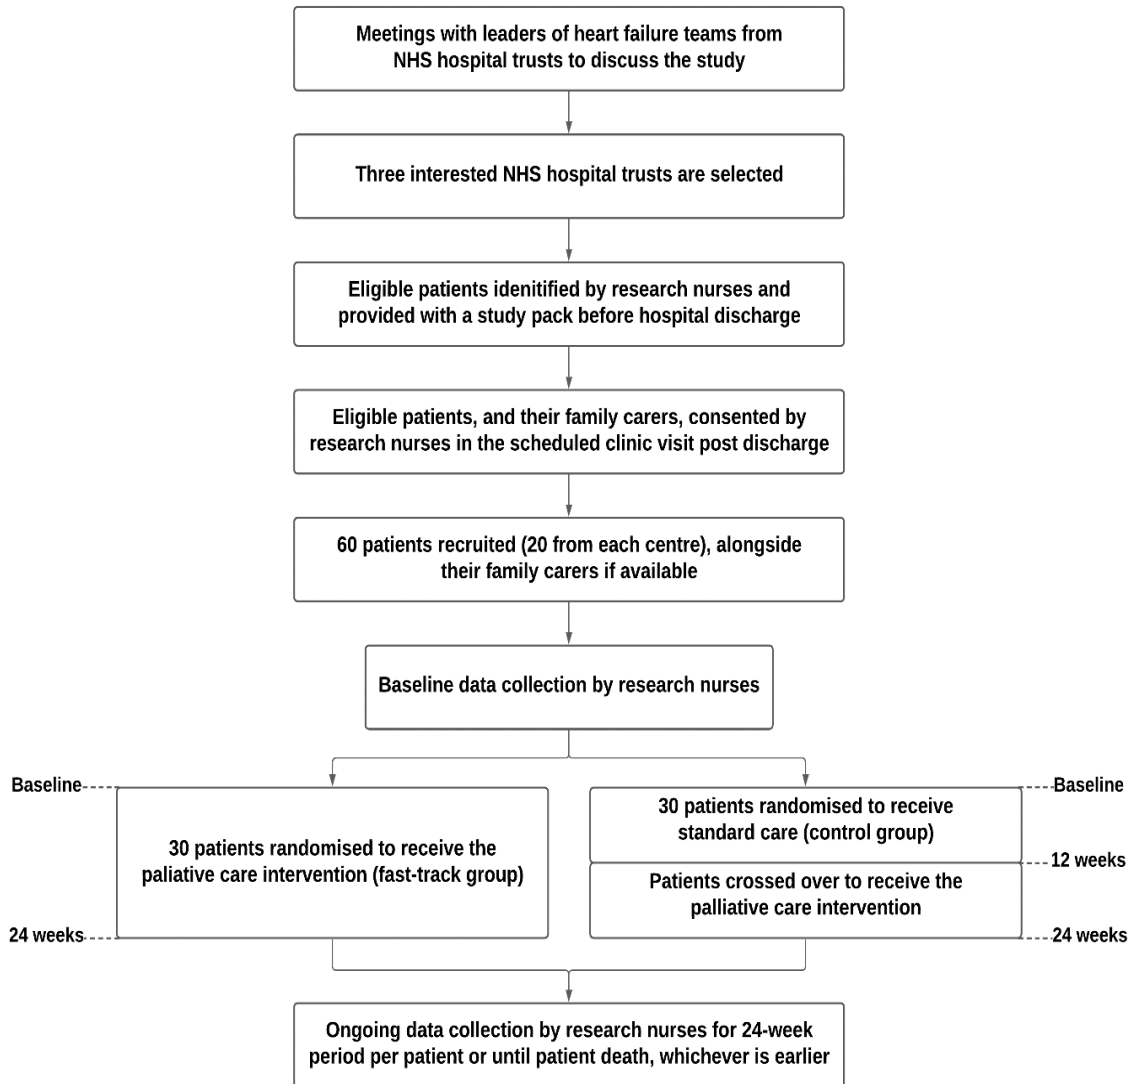 Meetings with leaders of heart failure teams from
NHS hospital trusts to discuss the study
Three interested NHS hospital trusts are selected
Eligible patients idenitified by research nurses and
provided with a study pack before hospital discharge
Eligible patients, and their family carers, consented by
research nurses in the scheduled clinic visit post discharge
60 patients recruited (20 from each centre), alongside
their family carers if available
Baseline data collection by research nurses
Baseline
30 patients randomised to receive the
paliative care intervention (fast-track group)
24 weeks
Baseline
30 patients randomised to receive
standard care (control group)
12 weeks
Patients crossed over to receive the
palliative care intervention
24 weeks
Ongoing data collection by research nurses for 24-week
period per patient or until patient death, whichever is earlier